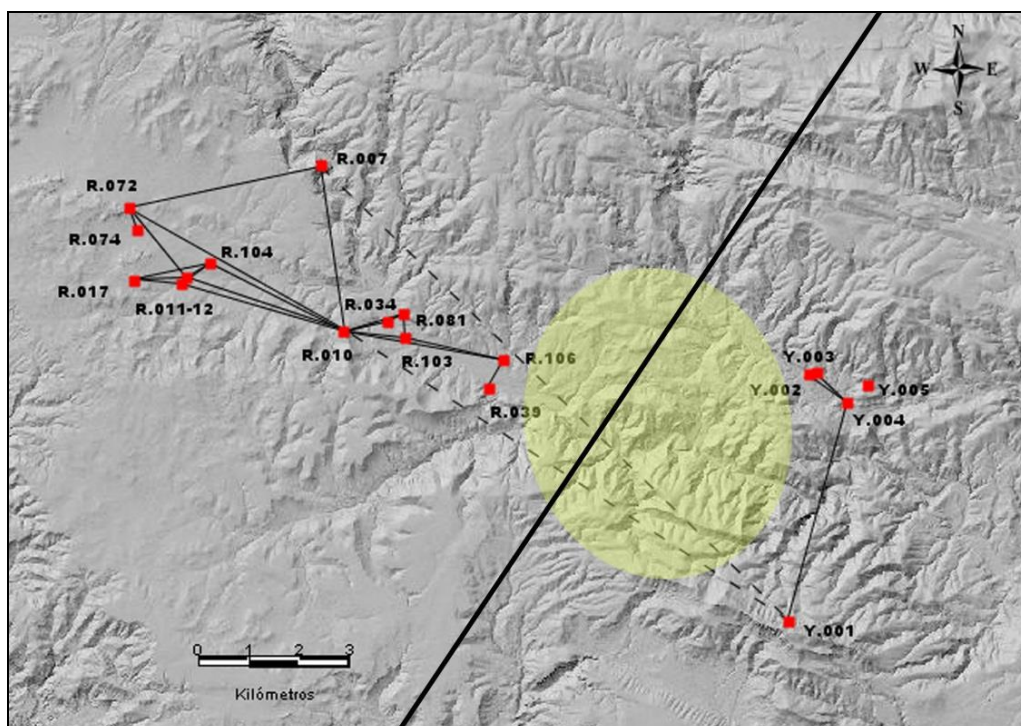 N
W E
S
R.007
R.072
R.074
R.104
R.017
R.011-12
R.034
R.081
R.010
R.103
R.106
R.039
Y.003
Y.002
Y.005
Y.004
Y.001
0 1 2 3
Kilómetros